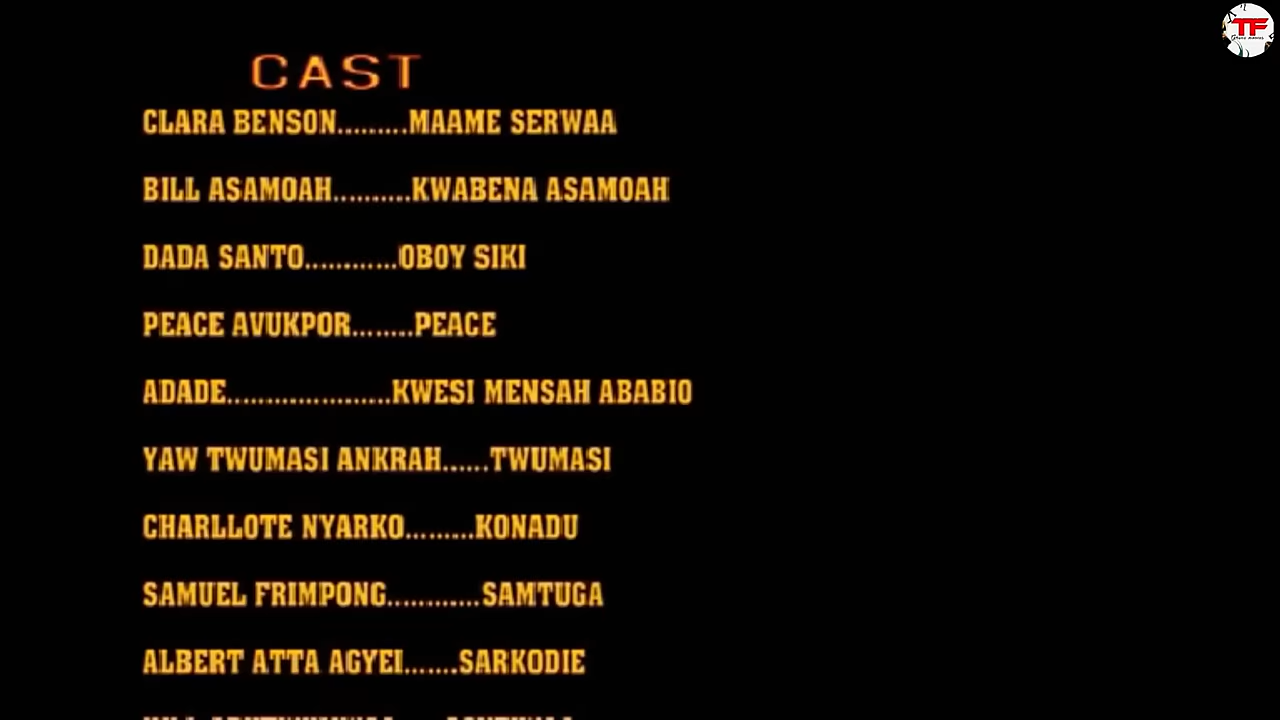 CAST
CLARA BENSON.........MAAME SERWAA
BILL ASAMOAH..........KWABENA ASAMOAH
DADA SANTO............OBOY SIKI
PEACE AVUKPOR........PEACE
ADADE.....................KWESI MENSAH ABABIO
YAW TWUMASI ANKRAH......TWUMASI
CHARLLOTE NYARKO.........KONADU
SAMUEL FRIMPONG............SAMTUGA
ALBERT ATTA AGYEI.......SARKODIE
TF